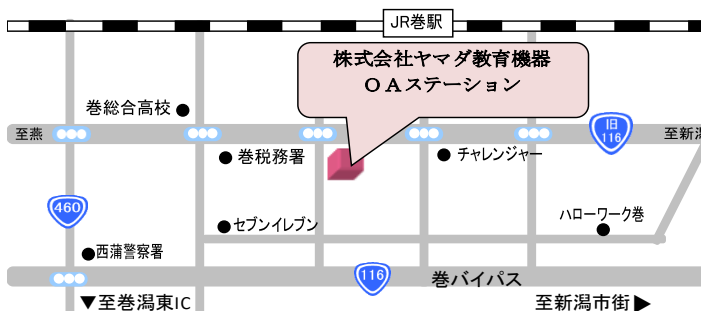 JR巻駅
株式会社ヤマダ教育機器
ＯＡステーション
巻総合高校
至燕
旧
116
至新潟
巻税務署
チャレンジャー
460
セブンイレブン
ハローワーク巻
西蒲警察署
116
巻バイパス
▼至巻潟東IC
至新潟市街▶